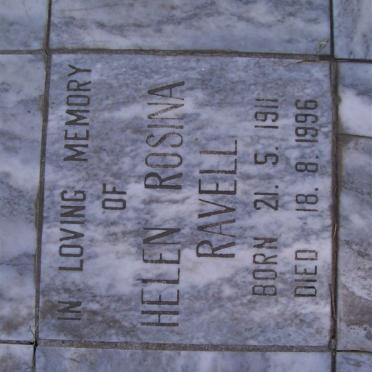 IN LOVING MEMORY
OF
HELEN ROSINA
RAVELL
BORN 21. 5. 1911
DIED 18. 8. 1996